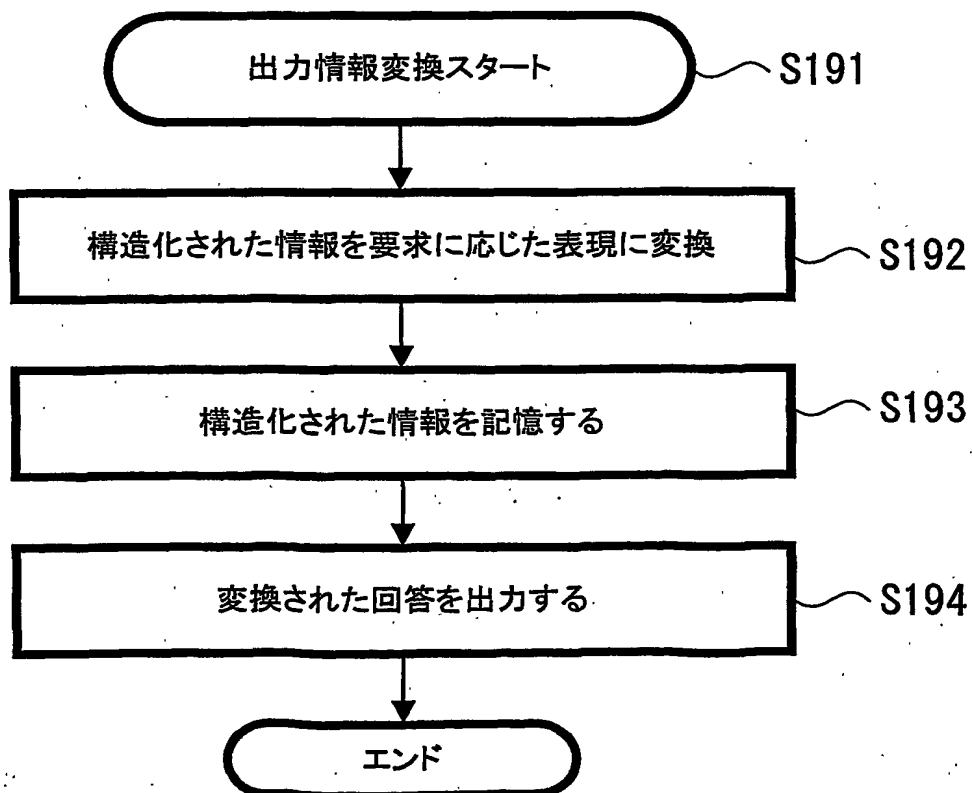 出力情報変換スタート
S191
構造化された情報を要求に応じた表現に変換
S192
構造化された情報を記憶する
S193
変換された回答を出力する
S194
エンド